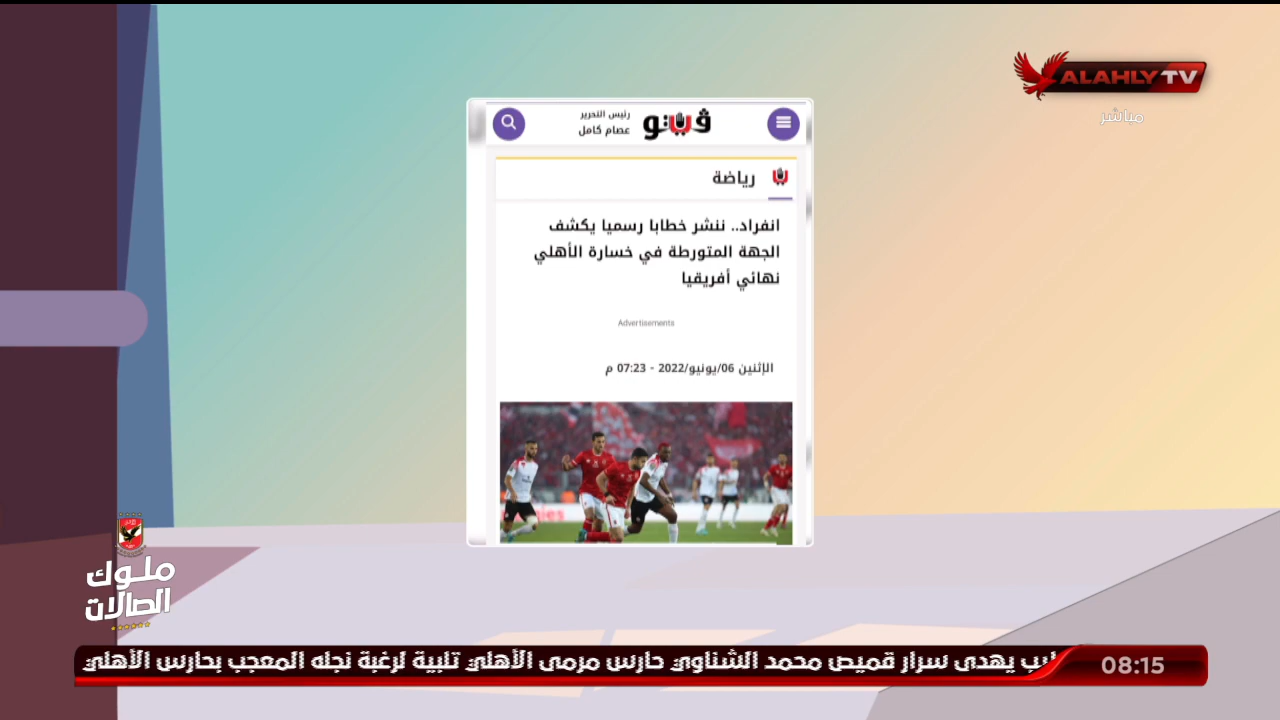 ALAHLY TV
مباشر
ڤيتو
رئيس التحرير
عصام كامل
رياضة
انفراد.. ننشر خطابا رسميا يكشف
الجهة المتورطة في خسارة الأهلي
نهائي أفريقيا
Advertisements
الإثنين 06/يونيو/2022 - 07:23 م
ملوك
الصالات
يهدى سرار قميص محمد الشناوي حارس مرمى الأهلي تلبية لرغبة نجله المعجب بحارس الأهلي
08:15